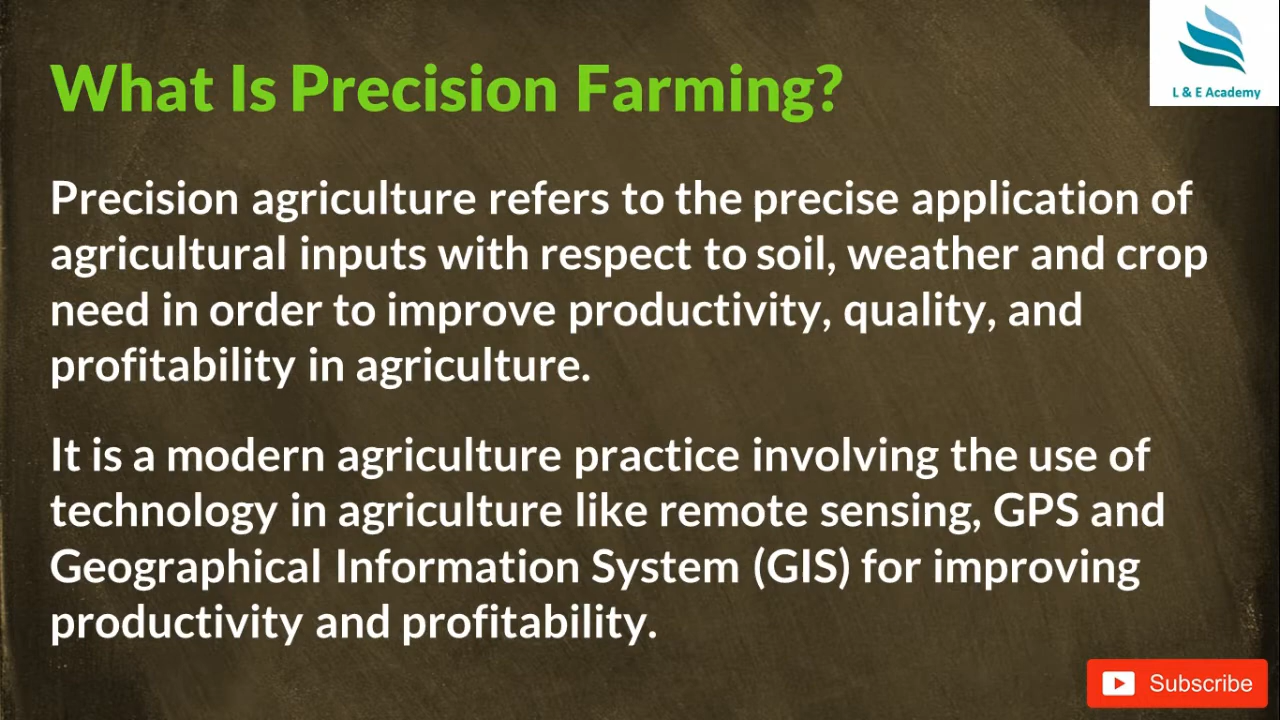 What Is Precision Farming?
L & E Academy
Precision agriculture refers to the precise application of
agricultural inputs with respect to soil, weather and crop
need in order to improve productivity, quality, and
profitability in agriculture.
It is a modern agriculture practice involving the use of
technology in agriculture like remote sensing, GPS and
Geographical Information System (GIS) for improving
productivity and profitability.
Subscribe